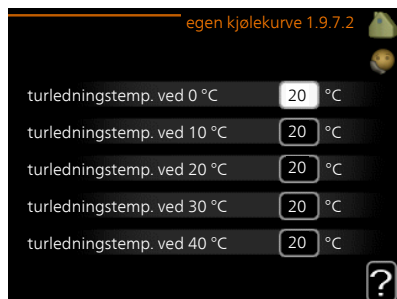 egen kjølekurve 1.9.7.2
turledningstemp. ved 0 °C 20 °C
turledningstemp. ved 10 °C 20 °C
turledningstemp. ved 20 °C 20 °C
turledningstemp. ved 30 °C 20 °C
turledningstemp. ved 40 °C 20 °C
?